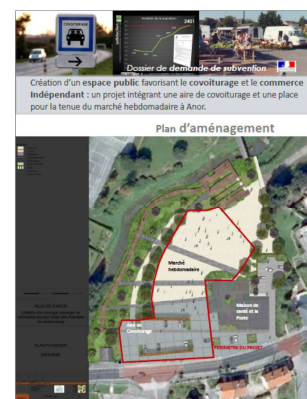 COVOITURAGE
2401
Dossier de demande de subvention
Création d'un espace public favorisant le covoiturage et le commerce
Indépendant : un projet intégrant une aire de covoiturage et une place
pour la tenue du marché hebdomadaire à Anor.
Plan d'aménagement
Marché
hebdomadaire
Maison de
santé et la
Poste
Aire de
Covoiturage
PERIMETRE DU PROJET